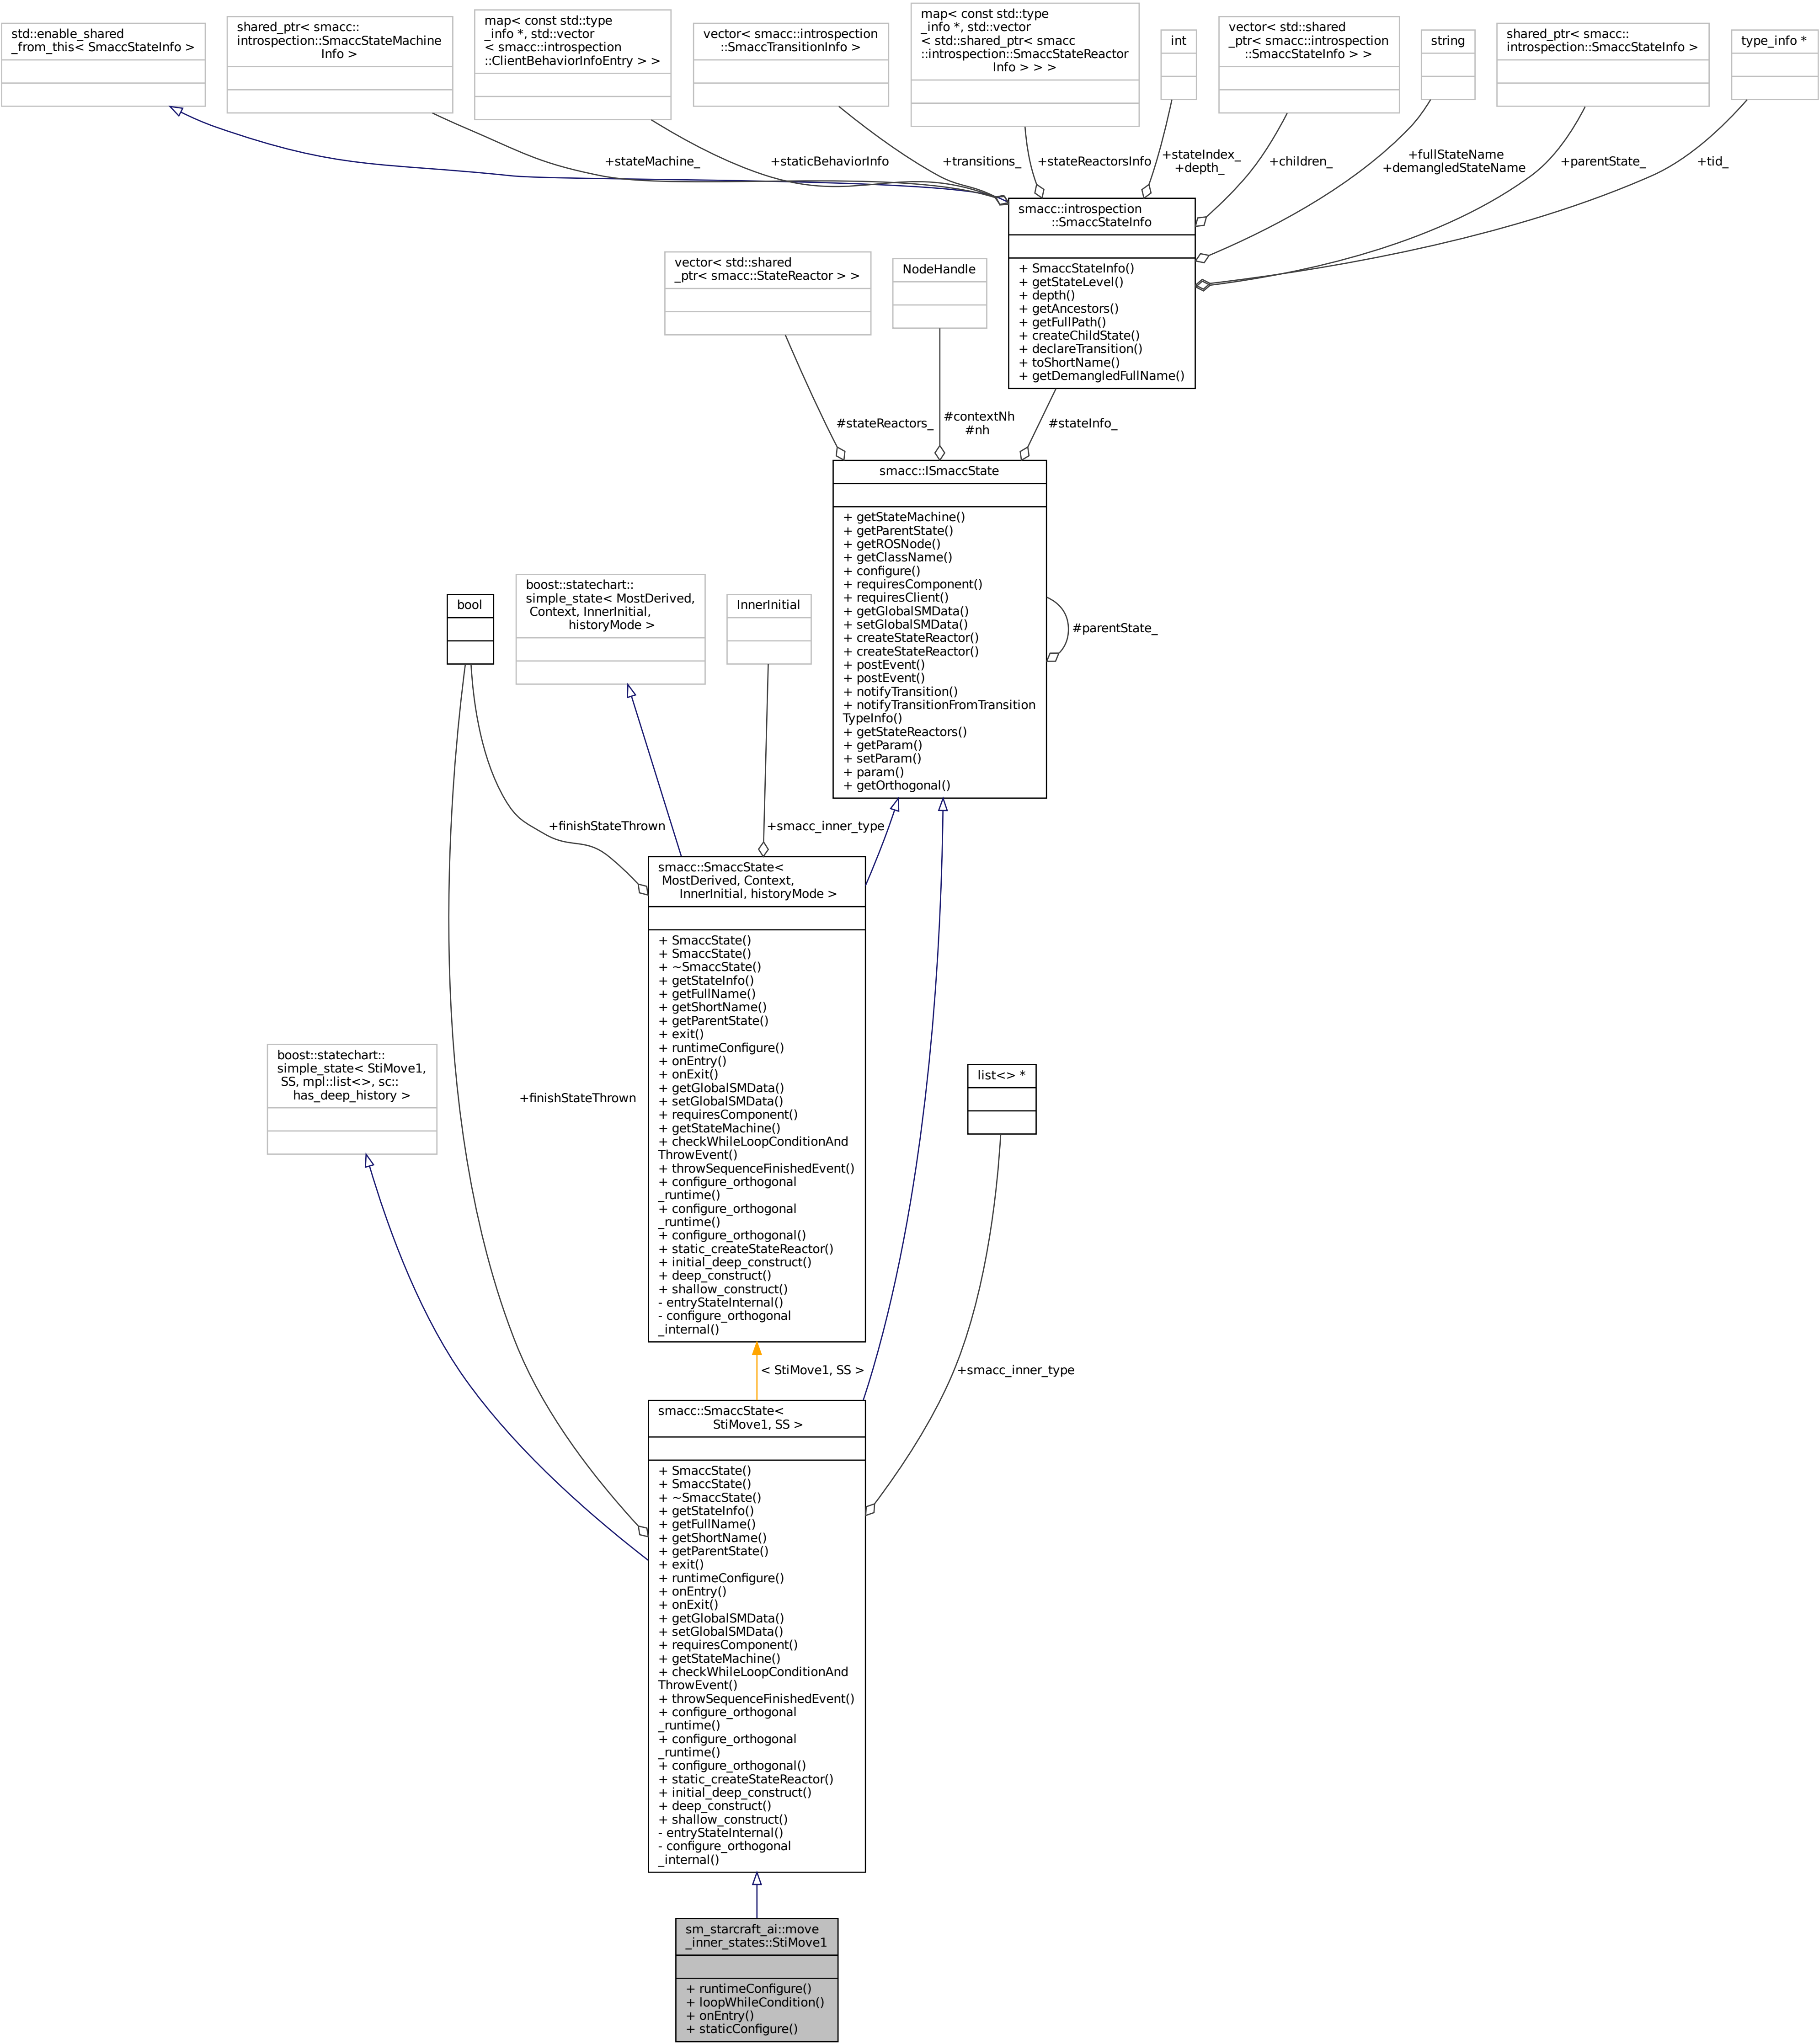 std::enable_shared
_from_this< SmaccStateInfo >
shared_ptr< smacc::
introspection::SmaccStateMachine
Info >
map< const std::type
_info *, std::vector
< smacc::introspection
::ClientBehaviorInfoEntry > >
vector< smacc::introspection
::SmaccTransitionInfo >
map< const std::type
_info *, std::vector
< std::shared_ptr< smacc
::introspection::SmaccStateReactor
Info > > >
int
vector< std::shared
_ptr< smacc::introspection
::SmaccStateInfo > >
string
shared_ptr< smacc::
introspection::SmaccStateInfo >
type_info *
+stateMachine_
+staticBehaviorInfo
+transitions_
+stateReactorsInfo
+stateIndex_
+depth_
+children_
+fullStateName
+demangledStateName
+parentState_
+tid_
smacc::introspection
::SmaccStateInfo
+ SmaccStateInfo()
+ getStateLevel()
+ depth()
+ getAncestors()
+ getFullPath()
+ createChildState()
+ declareTransition()
+ toShortName()
+ getDemangledFullName()
vector< std::shared
_ptr< smacc::StateReactor > >
NodeHandle
#stateReactors_
#contextNh
#nh
#stateInfo_
smacc::ISmaccState
+ getStateMachine()
+ getParentState()
+ getROSNode()
+ getClassName()
+ configure()
+ requiresComponent()
+ requiresClient()
+ getGlobalSMData()
+ setGlobalSMData()
+ createStateReactor()
+ createStateReactor()
+ postEvent()
+ postEvent()
+ notifyTransition()
+ notifyTransitionFromTransition
TypeInfo()
+ getStateReactors()
+ getParam()
+ setParam()
+ param()
+ getOrthogonal()
#parentState_
bool
boost::statechart::
simple_state< MostDerived,
Context, InnerInitial,
historyMode >
InnerInitial
+finishStateThrown
+smacc_inner_type
smacc::SmaccState<
MostDerived, Context,
InnerInitial, historyMode >
+ SmaccState()
+ SmaccState()
+ ~SmaccState()
+ getStateInfo()
+ getFullName()
+ getShortName()
+ getParentState()
+ exit()
+ runtimeConfigure()
+ onEntry()
+ onExit()
+ getGlobalSMData()
+ setGlobalSMData()
+ requiresComponent()
+ getStateMachine()
+ checkWhileLoopConditionAnd
ThrowEvent()
+ throwSequenceFinishedEvent()
+ configure_orthogonal
_runtime()
+ configure_orthogonal
_runtime()
+ configure_orthogonal()
+ static_createStateReactor()
+ initial_deep_construct()
+ deep_construct()
+ shallow_construct()
- entryStateInternal()
- configure_orthogonal
_internal()
boost::statechart::
simple_state< StiMove1,
SS, mpl::list<>, sc::
has_deep_history >
+finishStateThrown
list<> *
< StiMove1, SS >
+smacc_inner_type
smacc::SmaccState<
StiMove1, SS >
+ SmaccState()
+ SmaccState()
+ ~SmaccState()
+ getStateInfo()
+ getFullName()
+ getShortName()
+ getParentState()
+ exit()
+ runtimeConfigure()
+ onEntry()
+ onExit()
+ getGlobalSMData()
+ setGlobalSMData()
+ requiresComponent()
+ getStateMachine()
+ checkWhileLoopConditionAnd
ThrowEvent()
+ throwSequenceFinishedEvent()
+ configure_orthogonal
_runtime()
+ configure_orthogonal
_runtime()
+ configure_orthogonal()
+ static_createStateReactor()
+ initial_deep_construct()
+ deep_construct()
+ shallow_construct()
- entryStateInternal()
- configure_orthogonal
_internal()
sm_starcraft_ai::move
_inner_states::StiMove1
+ runtimeConfigure()
+ loopWhileCondition()
+ onEntry()
+ staticConfigure()